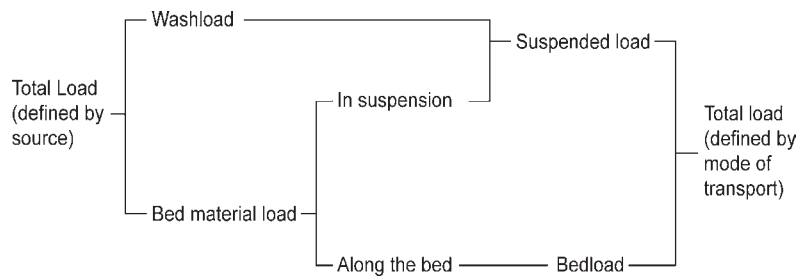 Washload
Suspended load
Total Load
(defined by
source)
In suspension
Total load
(defined by
mode of
transport)
Bed material load
Along the bed
Bedload